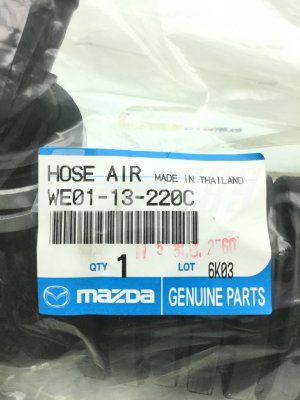 HOSE AIR MADE IN THAILAND
WE01-13-220C
QTY 1 LOT 6K03
mazda GENUINE PARTS